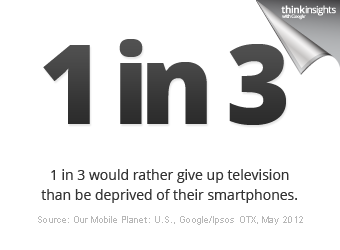 thinkinsights
with Google
1 in 3
1 in 3 would rather give up television
than be deprived of their smartphones.
Source: Our Mobile Planet: U.S., Google/Ipsos OTX, May 2012